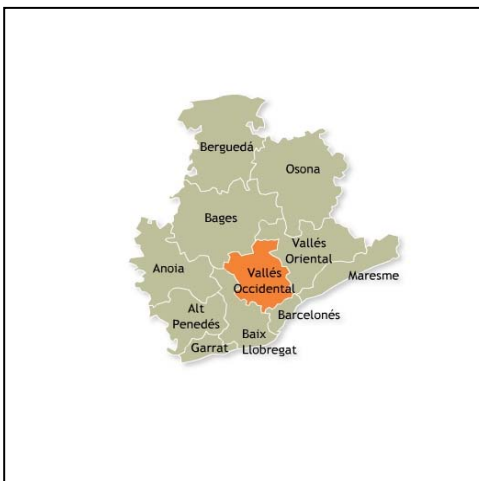 Berguedá
Osona
Bages
Vallés
Oriental
Anoia
Vallés
Occidental
Maresme
Alt
Penedés
Barcelonés
Baix
Llobregat
Garrat